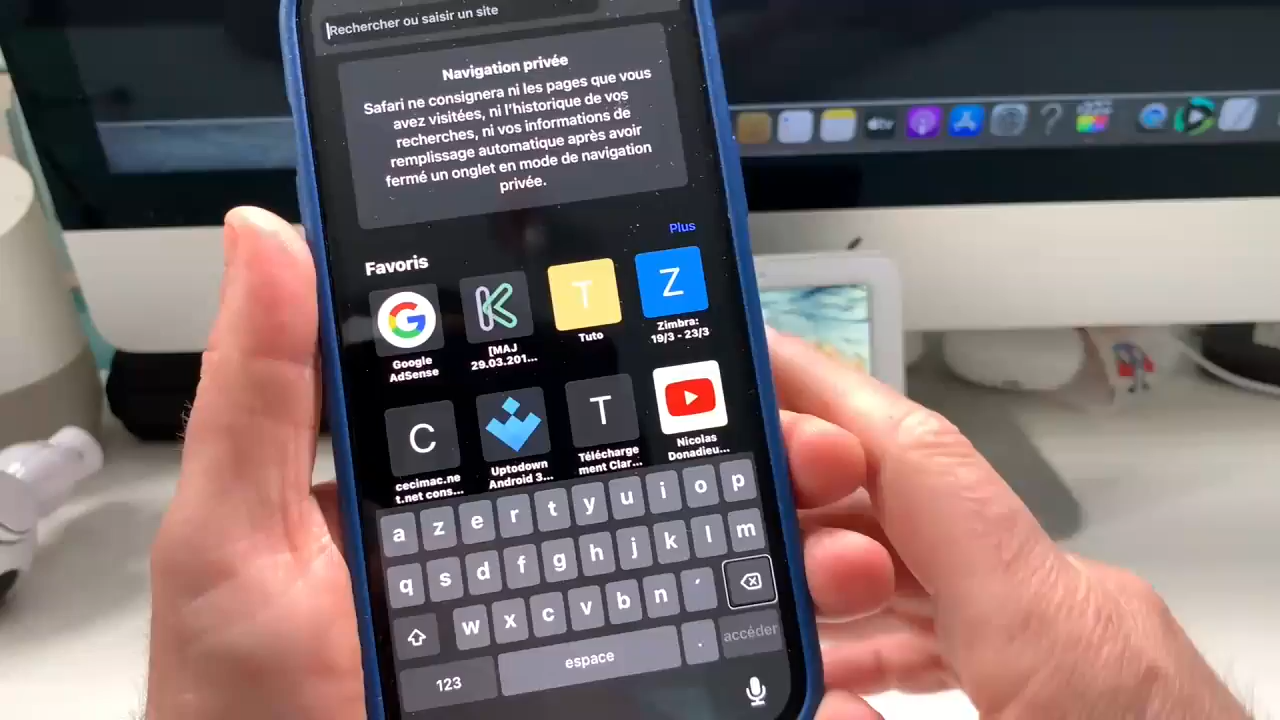 Rechercher ou saisir un site
Navigation privée
Safari ne consignera ni les pages que vous
avez visitées, ni l'historique de vos
recherches, ni vos informations de
remplissage automatique après avoir
fermé un onglet en mode de navigation
privée.
Plus
Favoris
T
Z
Google
AdSense
[MAJ
29.03.201...
Tuto
Zimbra:
19/3 - 23/3
C
T
cecimac.ne
t.net cons...
Uptodown
Android 3...
Télécharge
ment Clar...
Nicolas
Donadieu...
a z e r t y u i o p
q s d f g h j k l m
w x c v b n ´
123 espace . accéder
tv